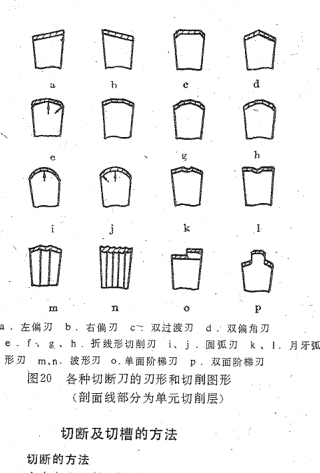 a b c d
e g h
i j k l
m n o p
a．左偏刃 b．右偏刃 c 双过渡刃 d．双偏角刃
e．f、g、h．折线形切削刃 i、j．圆弧刃 k、l．月牙弧
形刃 m、n．波形刃 o.单面阶梯刃 p．双面阶梯刃
图20 各种切断刀的刃形和切削图形
（剖面线部分为单元切削层）
切断及切槽的方法
切断的方法